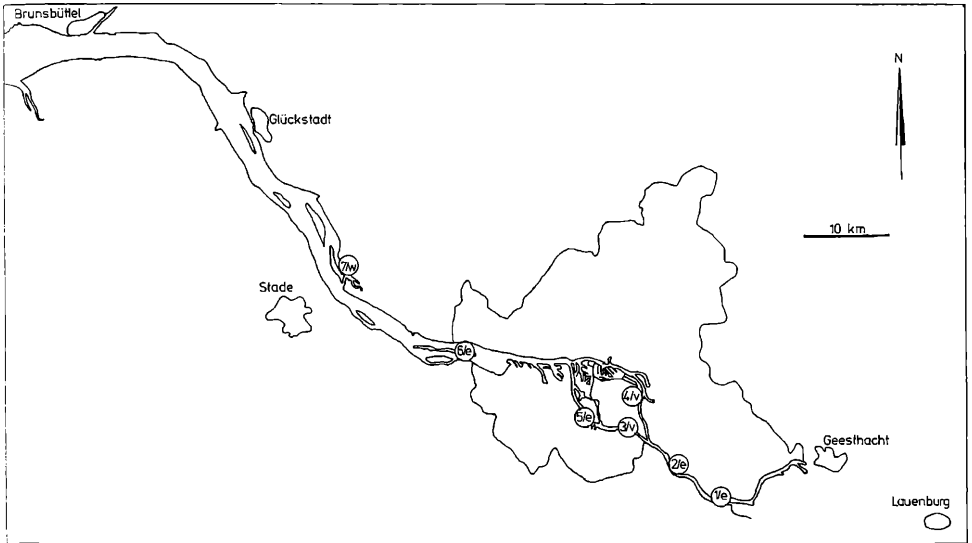 Brunsbüttel
N
Glückstadt
10 km
7/w
Stade
6/e
4/v
5/e
3/v
Geesthacht
2/e
1/e
Lauenburg